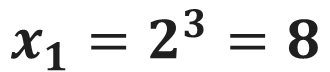 x₁ = 2³ = 8